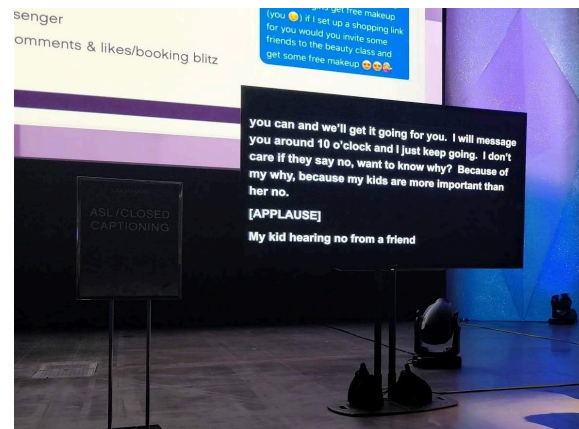 senger
omments & likes/booking blitz
get free makeup
(you 😏) if I set up a shopping link
for you would you invite some
friends to the beauty class and
get some free makeup 😍😍🥰
you can and we'll get it going for you. I will message
you around 10 o'clock and I just keep going. I don't
care if they say no, want to know why? Because of
my why, because my kids are more important than
her no.
[APPLAUSE]
My kid hearing no from a friend
ASL/CLOSED
CAPTIONING